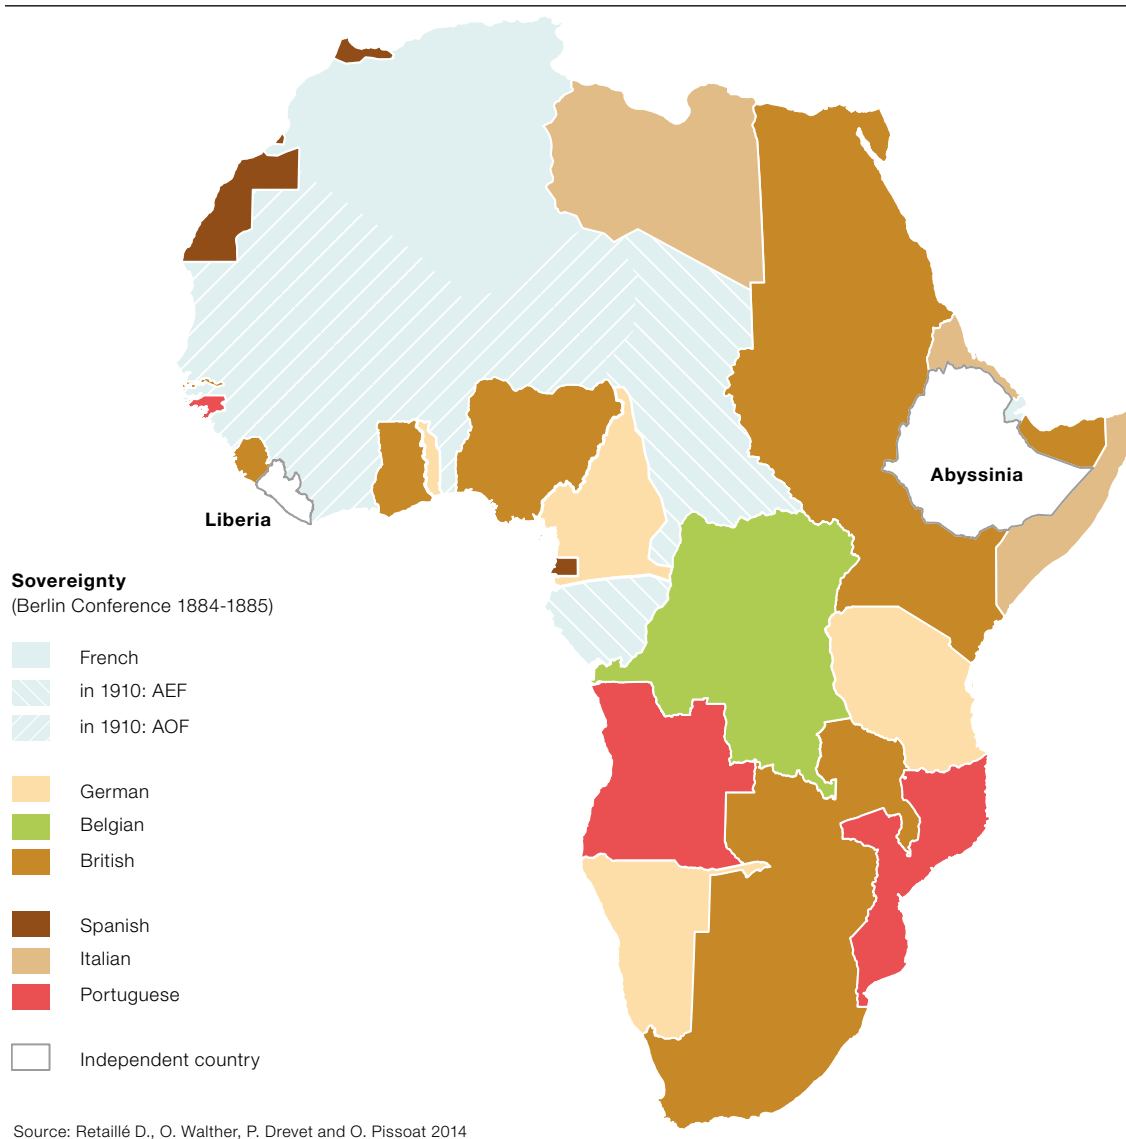 Abyssinia
Liberia
Sovereignty
(Berlin Conference 1884-1885)
French
in 1910: AEF
in 1910: AOF
German
Belgian
British
Spanish
Italian
Portuguese
Independent country
Source: Retaillé D., O. Walther, P. Drevet and O. Pissoat 2014